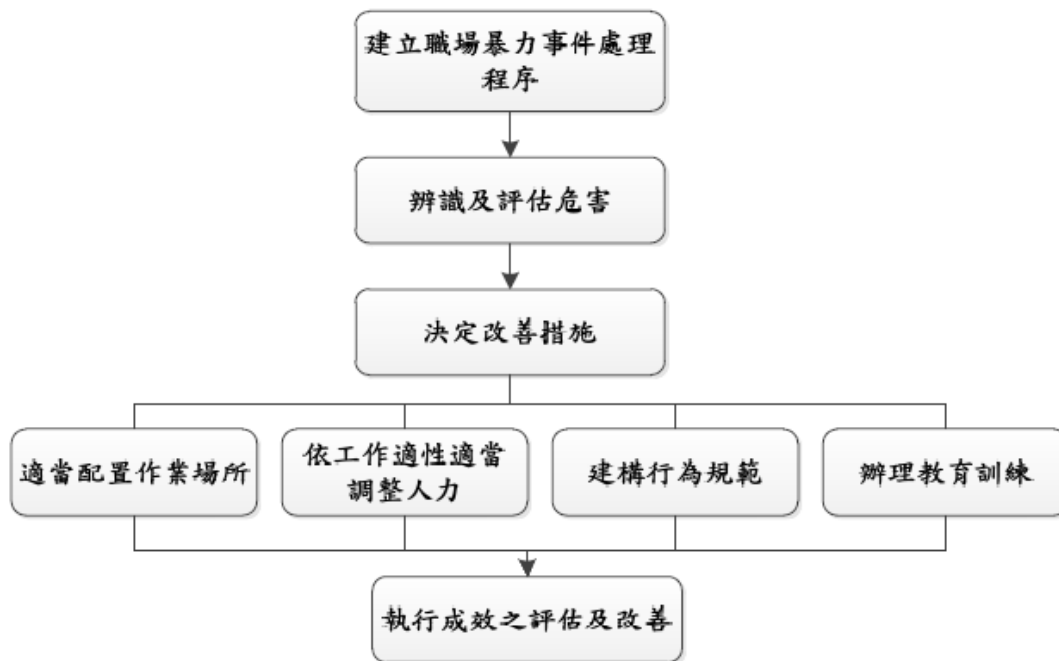 建立職場暴力事件處理
程序
辨識及評估危害
決定改善措施
適當配置作業場所
依工作適性適當
調整人力
建構行為規範
辦理教育訓練
執行成效之評估及改善